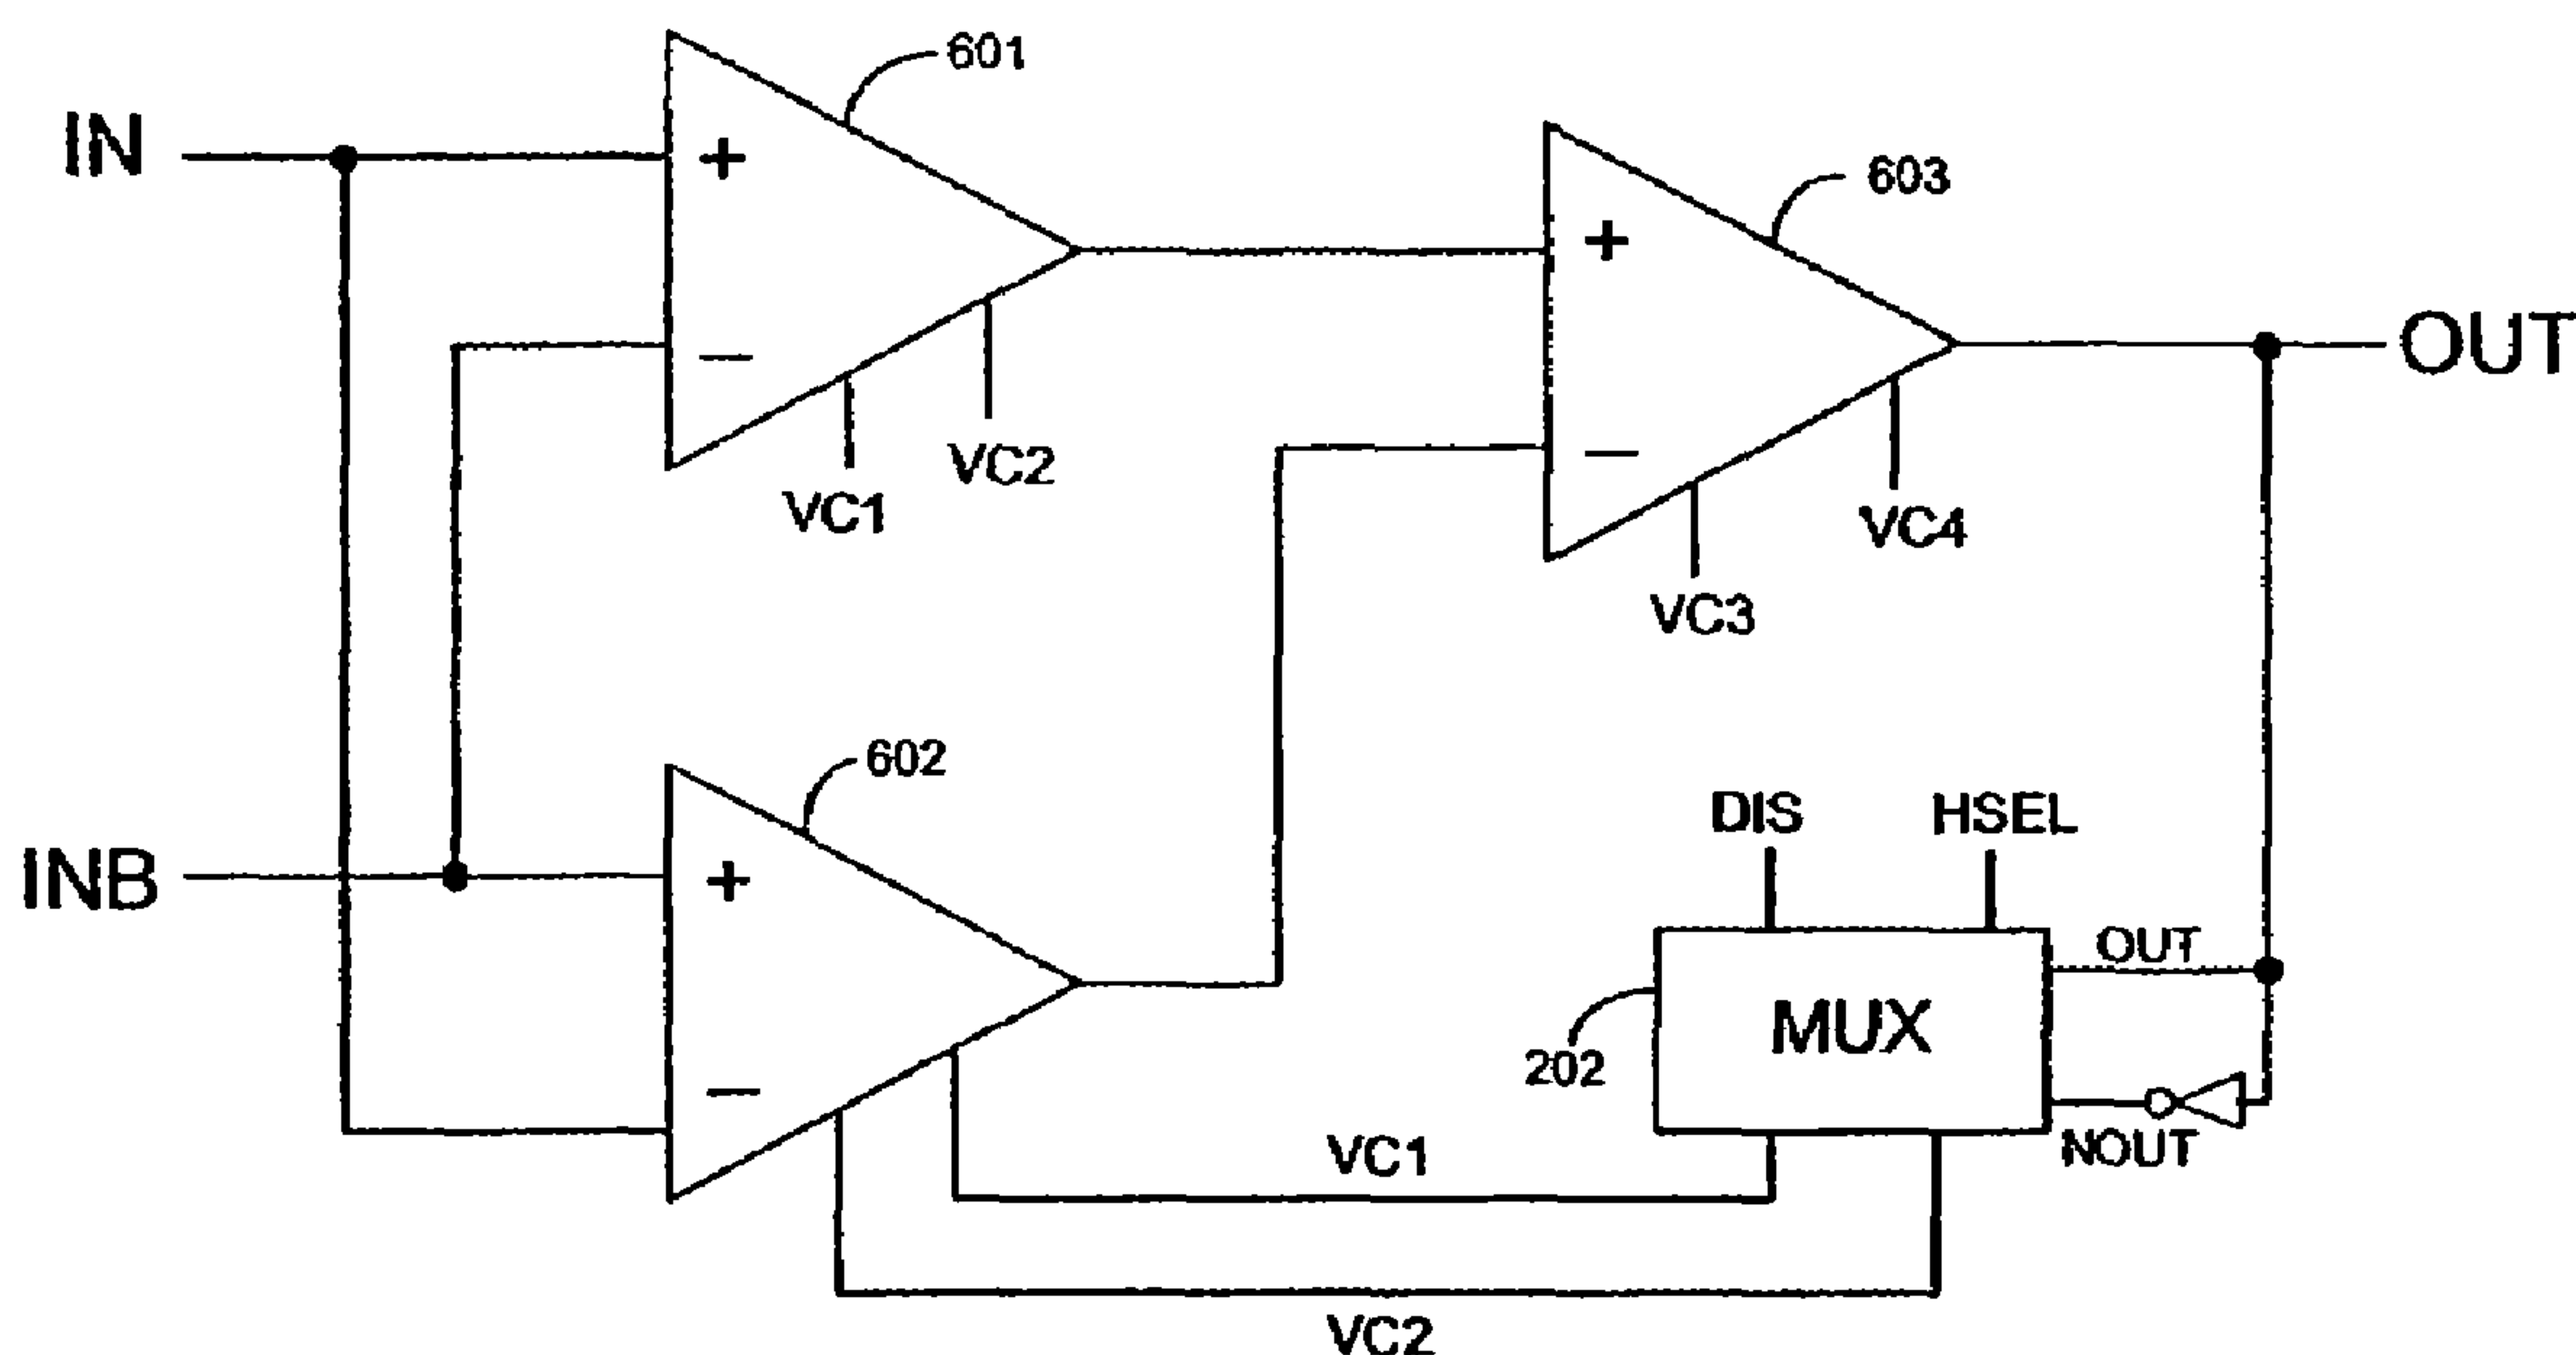 601
IN
+
603
+
−
OUT
−
VC2
VC1
VC4
VC3
602
DIS
HSEL
INB
+
OUT
MUX
202
−
NOUT
VC1
VC2